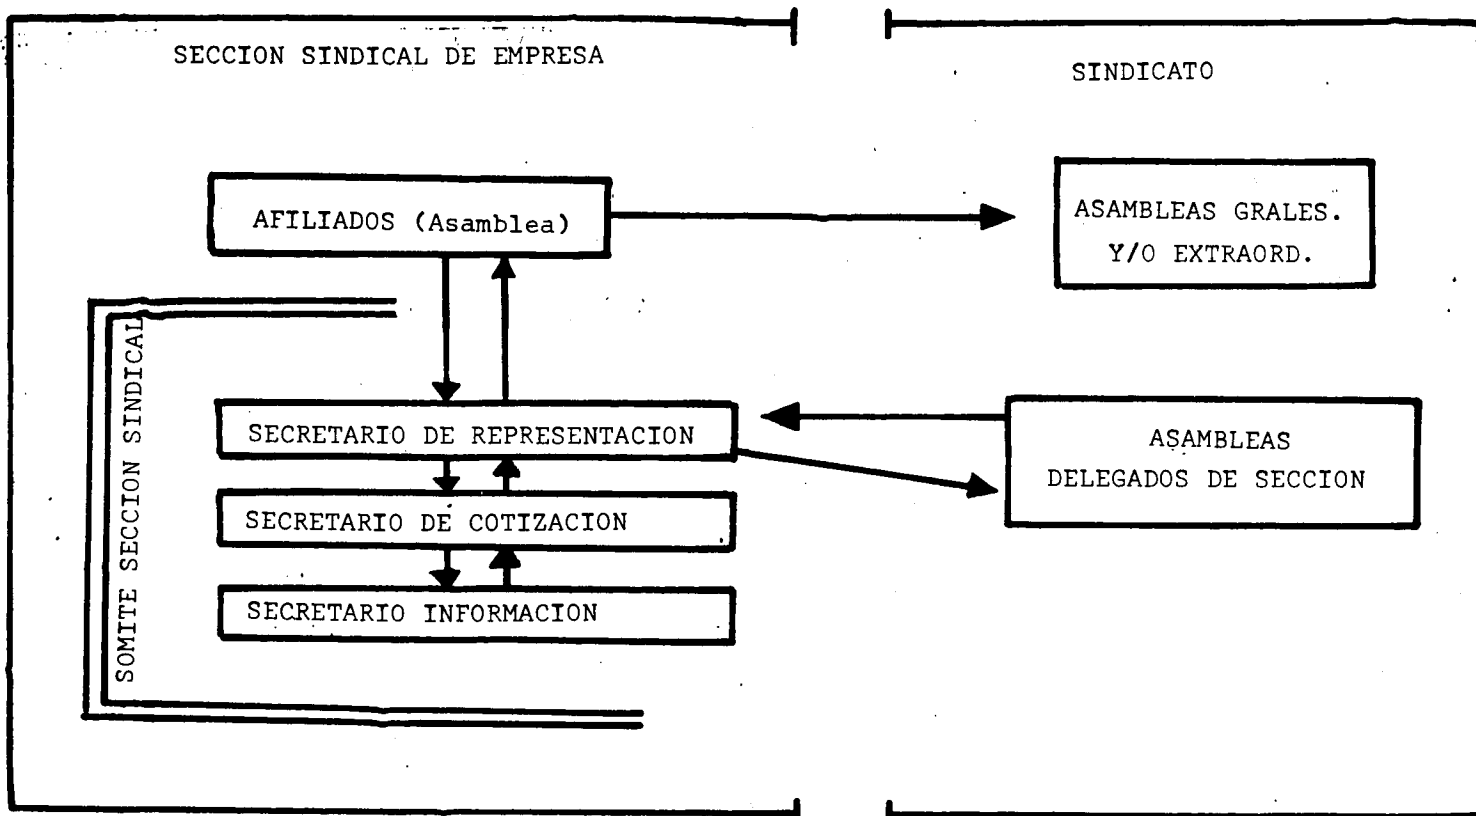 SECCION SINDICAL DE EMPRESA
AFILIADOS (Asamblea)
SOMITE SECCION SINDICAL
SECRETARIO DE REPRESENTACION
SECRETARIO DE COTIZACION
SECRETARIO INFORMACION
SINDICATO
ASAMBLEAS GRALES.
Y/O EXTRAORD.
ASAMBLEAS
DELEGADOS DE SECCION